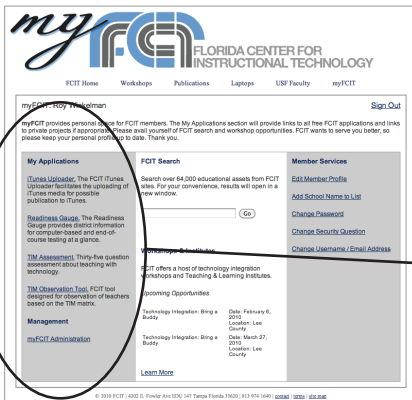 my FCIT
FLORIDA CENTER FOR
INSTRUCTIONAL TECHNOLOGY
FCIT Home Workshops Publications Laptops USF Faculty myFCIT
myFCIT: Roy Winkelman Sign Out
myFCIT provides personal space for FCIT members. The My Applications section will provide links to all free FCIT applications and links
to private projects if appropriate. Please avail yourself of FCIT search and workshop opportunities. FCIT wants to serve you better, so
please keep your personal profile up to date. Thank you.
My Applications
iTunes Uploader, The FCIT iTunes
Uploader facilitates the uploading of
iTunes media for possible
publication to iTunes.
Readiness Gauge, The Readiness
Gauge provides district information
for computer-based and end-of-
course testing at a glance.
TIM Assessment, Thirty-five question
assessment about teaching with
technology.
TIM Observation Tool, FCIT tool
designed for observation of teachers
based on the TIM matrix.
Management
myFCIT Administration
FCIT Search
Search over 64,000 educational assets from FCIT
sites. For your convenience, results will open in a
new window.
Go
Workshops & Institutes
FCIT offers a host of technology
integration workshops and Teaching & Learning Institutes.
Upcoming Opportunities
Technology Integration: Bring a
Buddy
Date: February 6,
2010
Location: Lee
County
Technology Integration: Bring a
Buddy
Date: March 27,
2010
Location: Lee
County
Learn More
Member Services
Edit Member Profile
Add School Name to List
Change Password
Change Security Question
Change Username / Email Address
© 2010 FCIT | 4202 E. Fowler Ave EDU 147 Tampa Florida 33620 | 813 974 1640 | contact | terms | site map